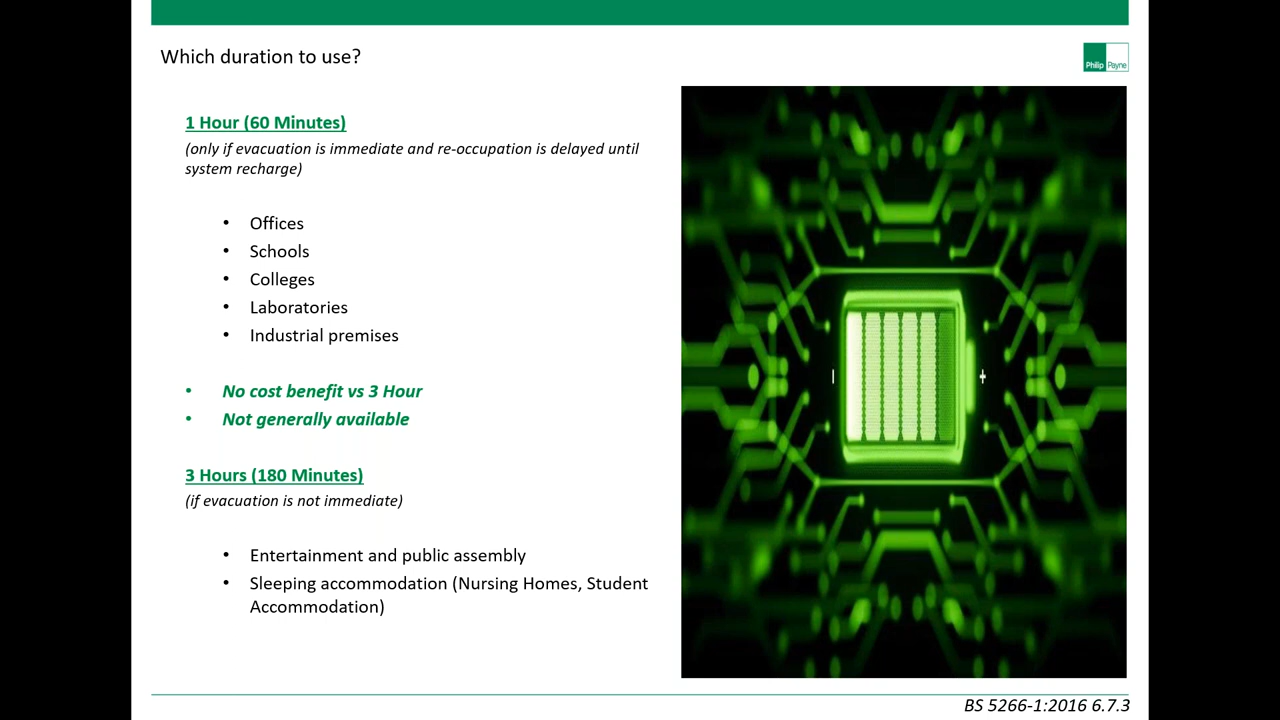 Which duration to use?
Philip Payne
1 Hour (60 Minutes)
(only if evacuation is immediate and re-occupation is delayed until
system recharge)
• Offices
• Schools
• Colleges
• Laboratories
• Industrial premises
• No cost benefit vs 3 Hour
• Not generally available
3 Hours (180 Minutes)
(if evacuation is not immediate)
• Entertainment and public assembly
• Sleeping accommodation (Nursing Homes, Student
Accommodation)
BS 5266-1:2016 6.7.3